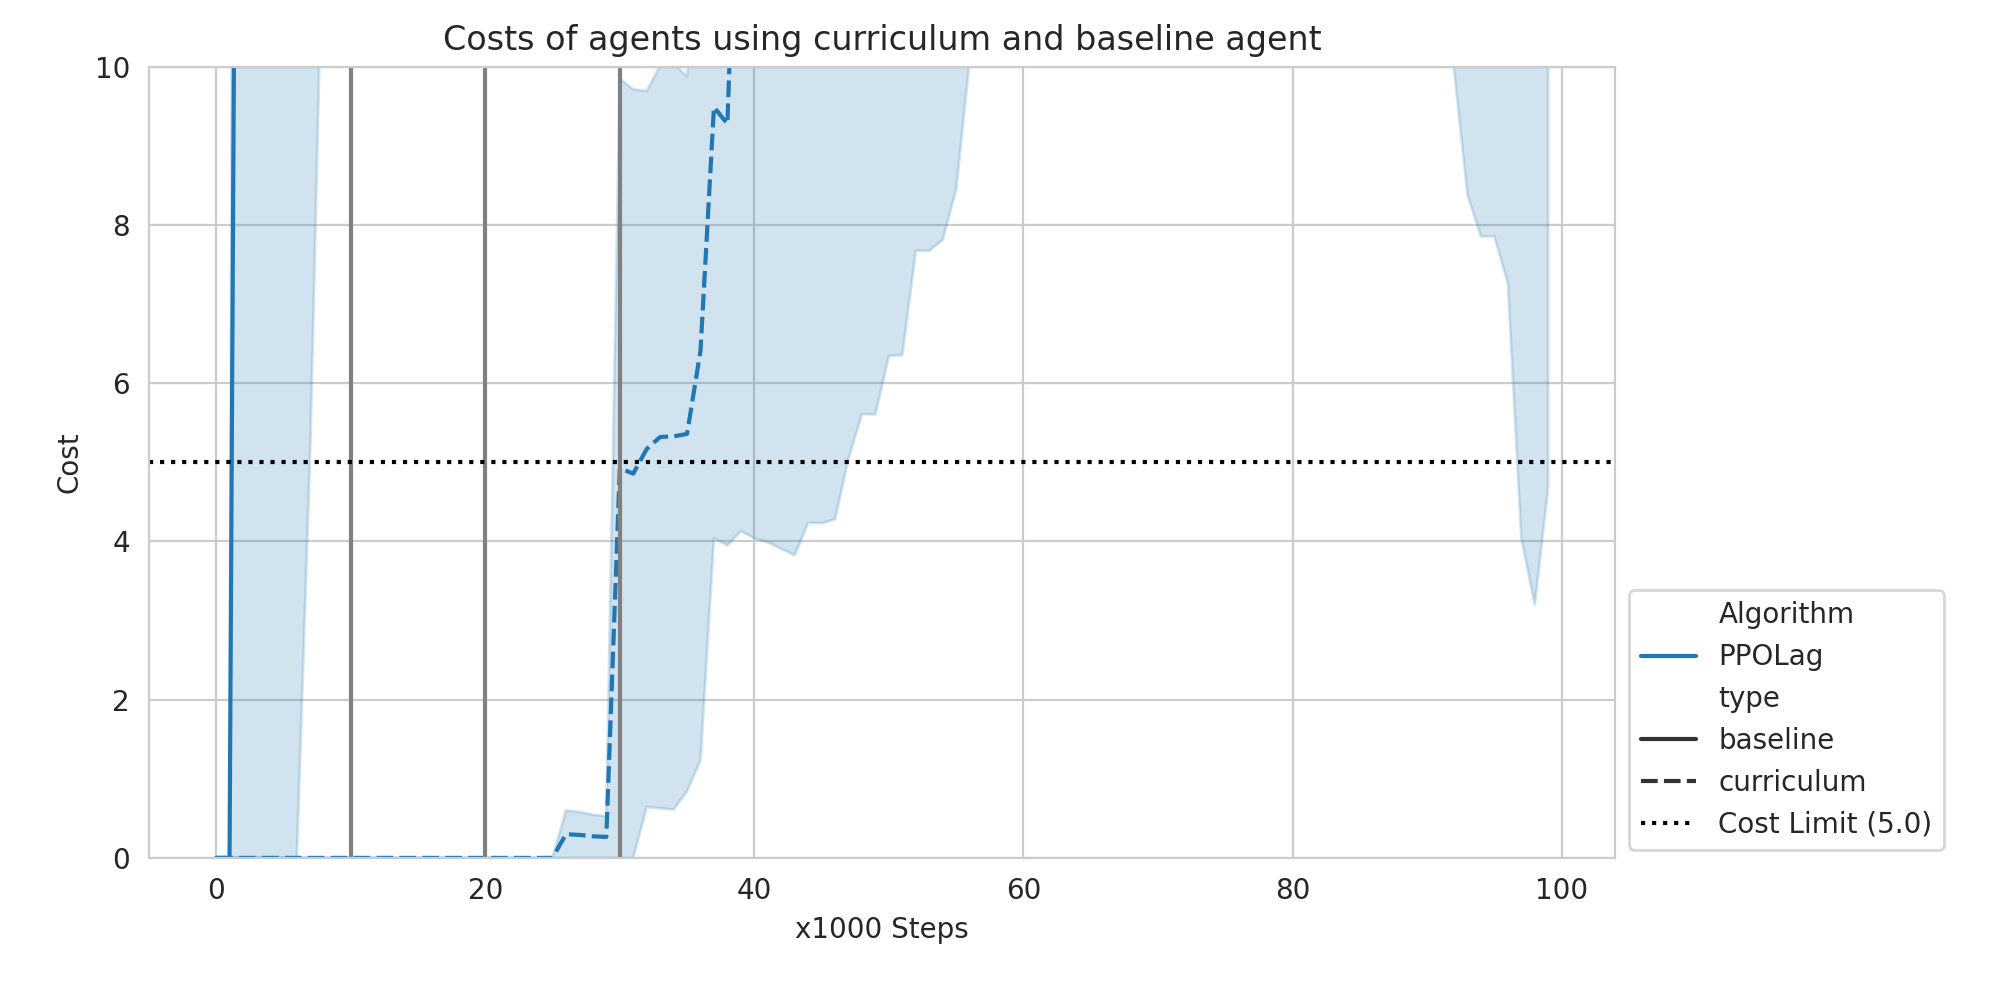 Costs of agents using curriculum and baseline agent
10
8
6
4
2
0
Cost
0 20 40 60 80 100
x1000 Steps
Algorithm
PPOLag
type
baseline
curriculum
Cost Limit (5.0)